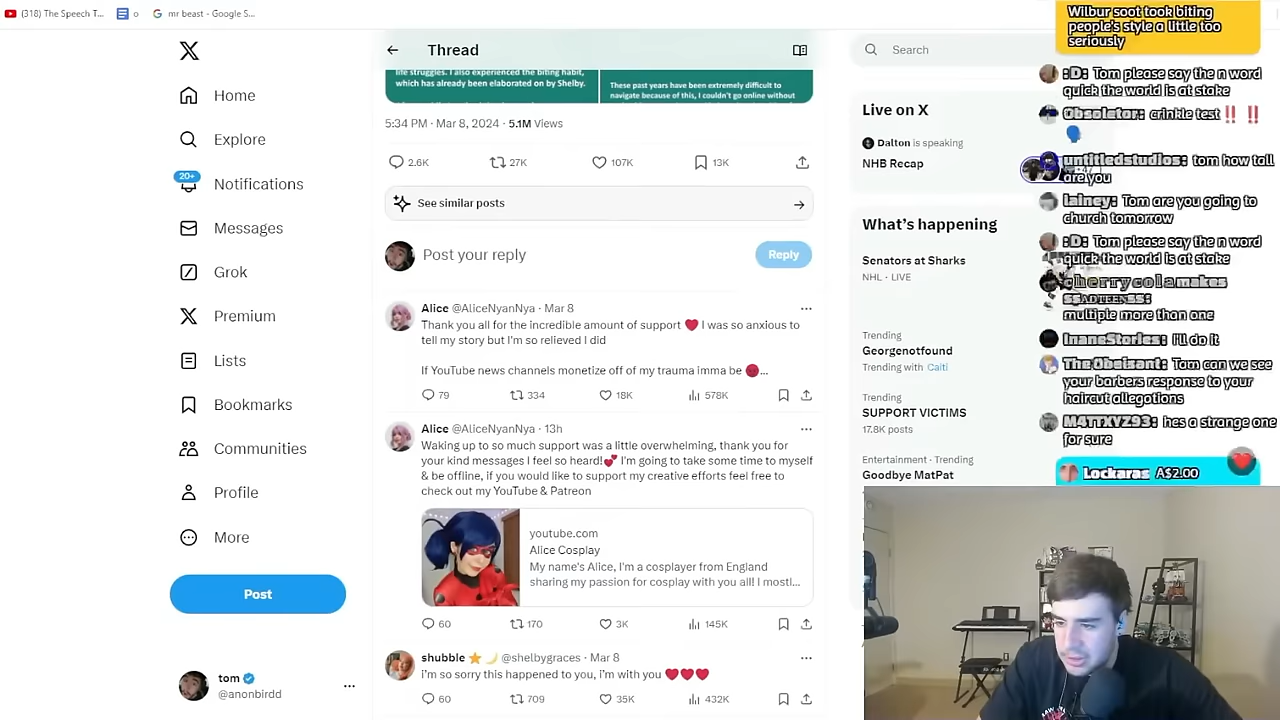 (318) The Speech T...
o
mr beast - Google S...
Home
Explore
20+
Notifications
Messages
Grok
Premium
Lists
Bookmarks
Communities
Profile
More
Post
tom
@anonbirdd
Thread
life struggles. I also experienced the biting habit,
which has already been elaborated on by Shelby.
These past years have been extremely difficult to
navigate because of this, I couldn't go online without
5:34 PM · Mar 8, 2024 · 5.1M Views
2.6K 27K 107K 13K
See similar posts
Post your reply
Reply
Alice @AliceNyanNya · Mar 8
Thank you all for the incredible amount of support ❤️ I was so anxious to
tell my story but I'm so relieved I did
If YouTube news channels monetize off of my trauma imma be 😡...
79 334 18K 578K
Alice @AliceNyanNya · 13h
Waking up to so much support was a little overwhelming, thank you for
your kind messages I feel so heard!💕 I'm going to take some time to myself
& be offline, if you would like to support my creative efforts feel free to
check out my YouTube & Patreon
youtube.com
Alice Cosplay
My name's Alice, I'm a cosplayer from England
sharing my passion for cosplay with you all! I mostl...
60 170 3K 145K
shubble ⭐🌙 @shelbygraces · Mar 8
i'm so sorry this happened to you, i'm with you ❤️❤️❤️
60 709 35K 432K
Search
Live on X
Dalton is speaking
NHB Recap
What's happening
Senators at Sharks
NHL · LIVE
Trending
Georgenotfound
Trending with Caiti
Trending
SUPPORT VICTIMS
17.8K posts
Entertainment · Trending
Goodbye MatPat
Wilbur soot took biting
people's style a little too
seriously
:D: Tom please say the n word
quick the world is at stake
Obsoletor: crinkle test‼️ ‼️
🗣️
untitledstudios: tom how tall
are you
lainey: Tom are you going to
church tomorrow
:D: Tom please say the n word
quick the world is at stake
cherry cola makes
multiple more than one
InaneStories: I'll do it
TheObeisant: Tom can we see
your barbers response to your
haircut allegations
M4TTXYZ93: hes a strange one
for sure
Lockaras A$2.00